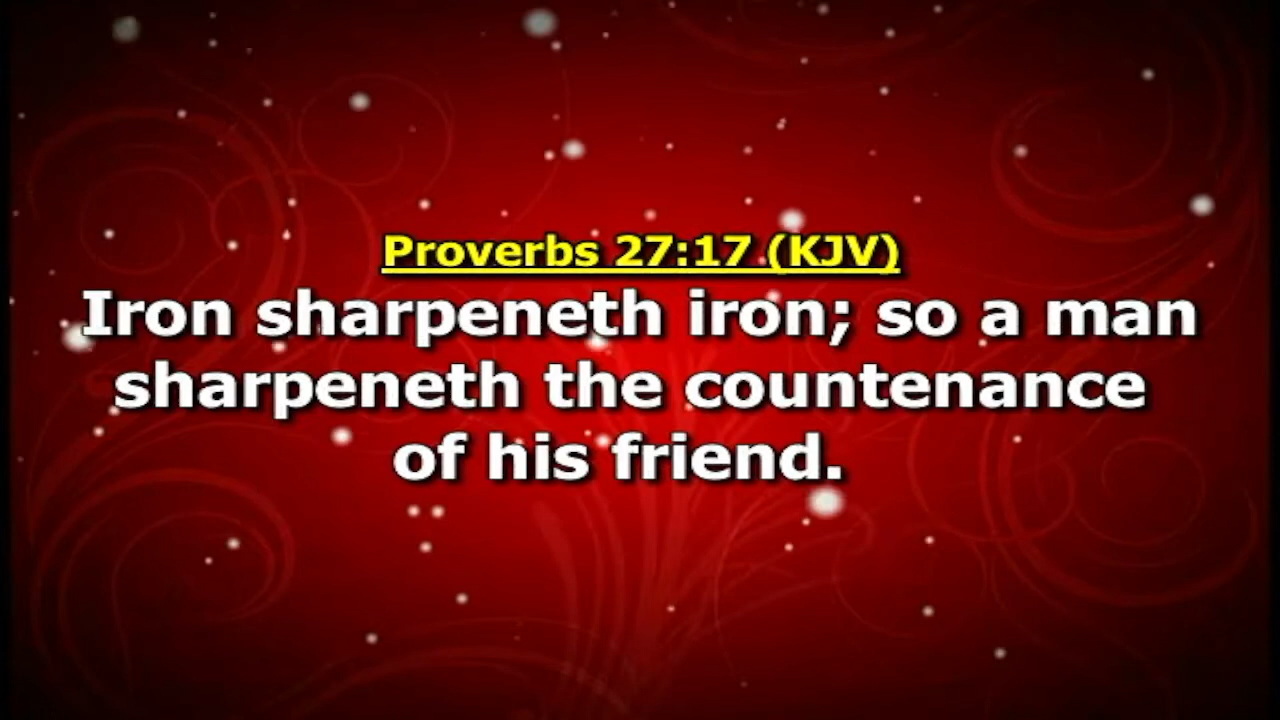 Proverbs 27:17 (KJV)
Iron sharpeneth iron; so a man
sharpeneth the countenance
of his friend.